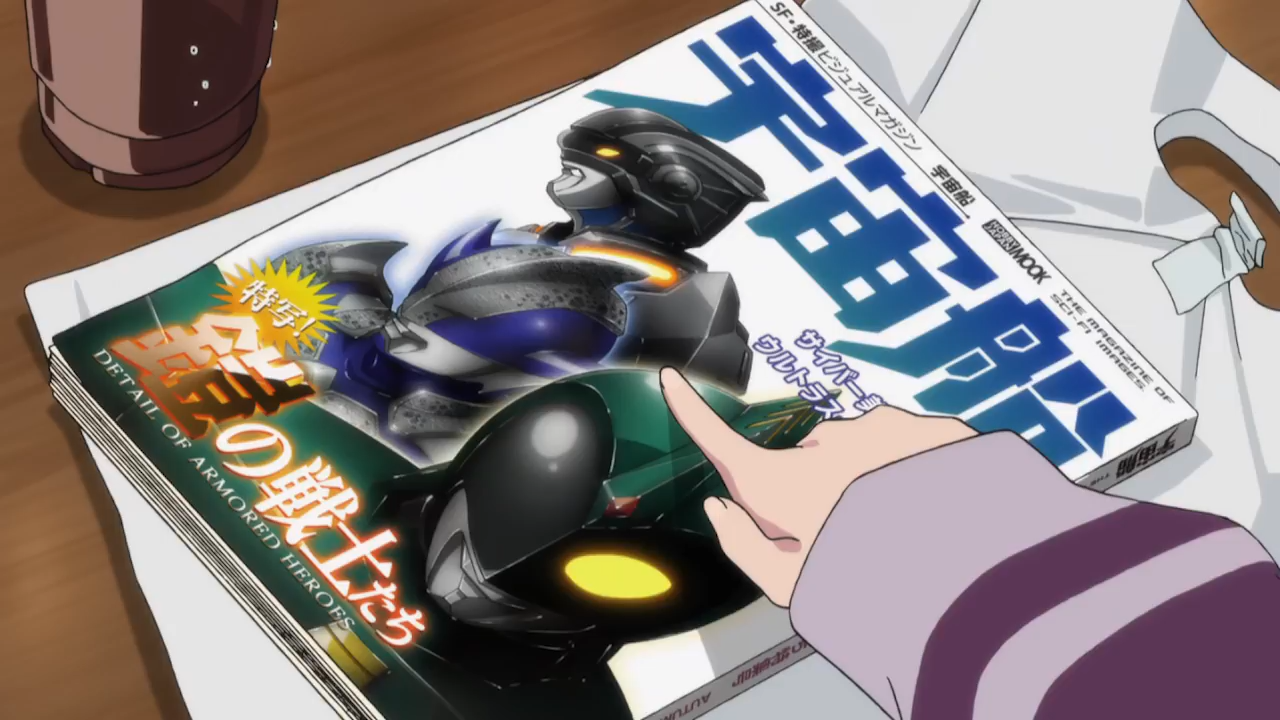 SF・特撮ビジュアルマガジン 宇宙船 MOOK
THE MAGAZINE OF
SCI-FI IMAGES.
宇宙船
サイバー
ウルトラス
特写!
鎧の戦士たち
DETAIL OF ARMORED HEROES
宇宙船
THE